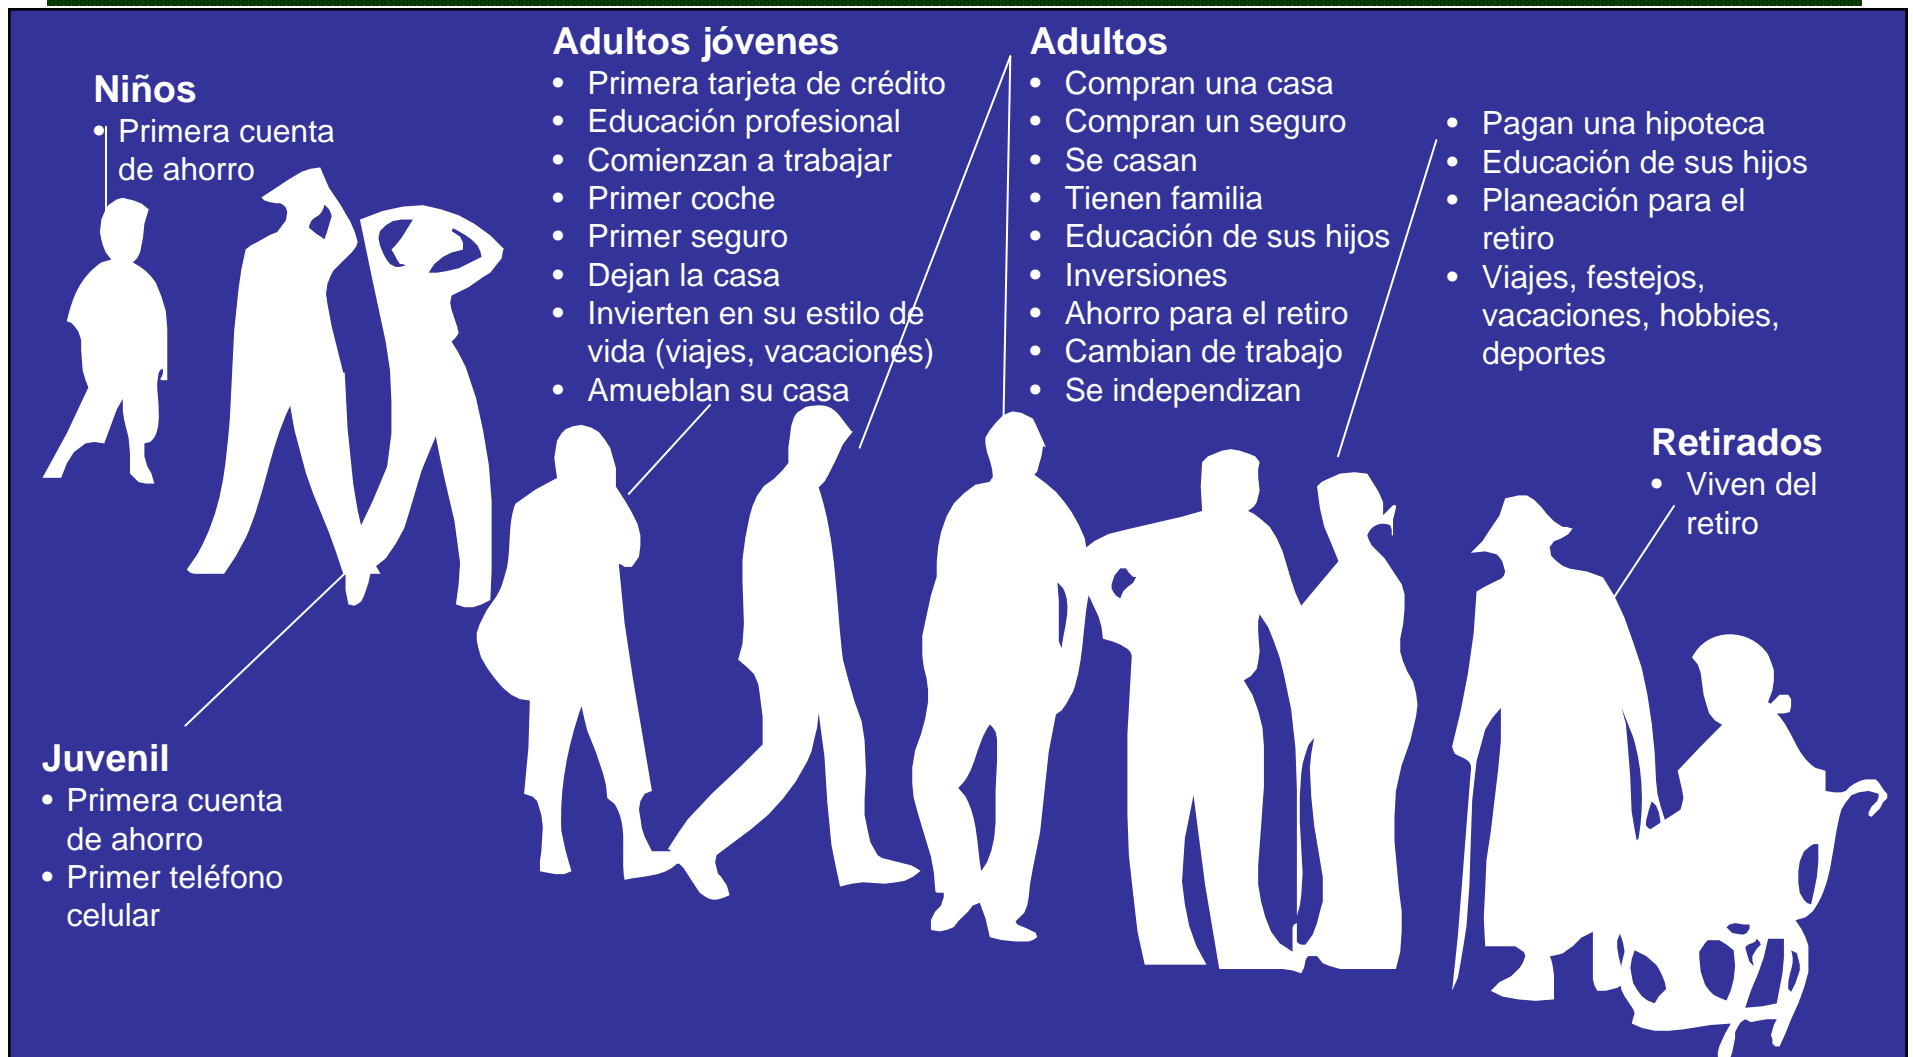 Niños
• Primera cuenta
de ahorro
Juvenil
• Primera cuenta
de ahorro
• Primer teléfono
celular
Adultos jóvenes
• Primera tarjeta de crédito
• Educación profesional
• Comienzan a trabajar
• Primer coche
• Primer seguro
• Dejan la casa
• Invierten en su estilo de
vida (viajes, vacaciones)
• Amueblan su casa
Adultos
• Compran una casa
• Compran un seguro
• Se casan
• Tienen familia
• Educación de sus hijos
• Inversiones
• Ahorro para el retiro
• Cambian de trabajo
• Se independizan
• Pagan una hipoteca
• Educación de sus hijos
• Planeación para el
retiro
• Viajes, festejos,
vacaciones, hobbies,
deportes
Retirados
• Viven del
retiro